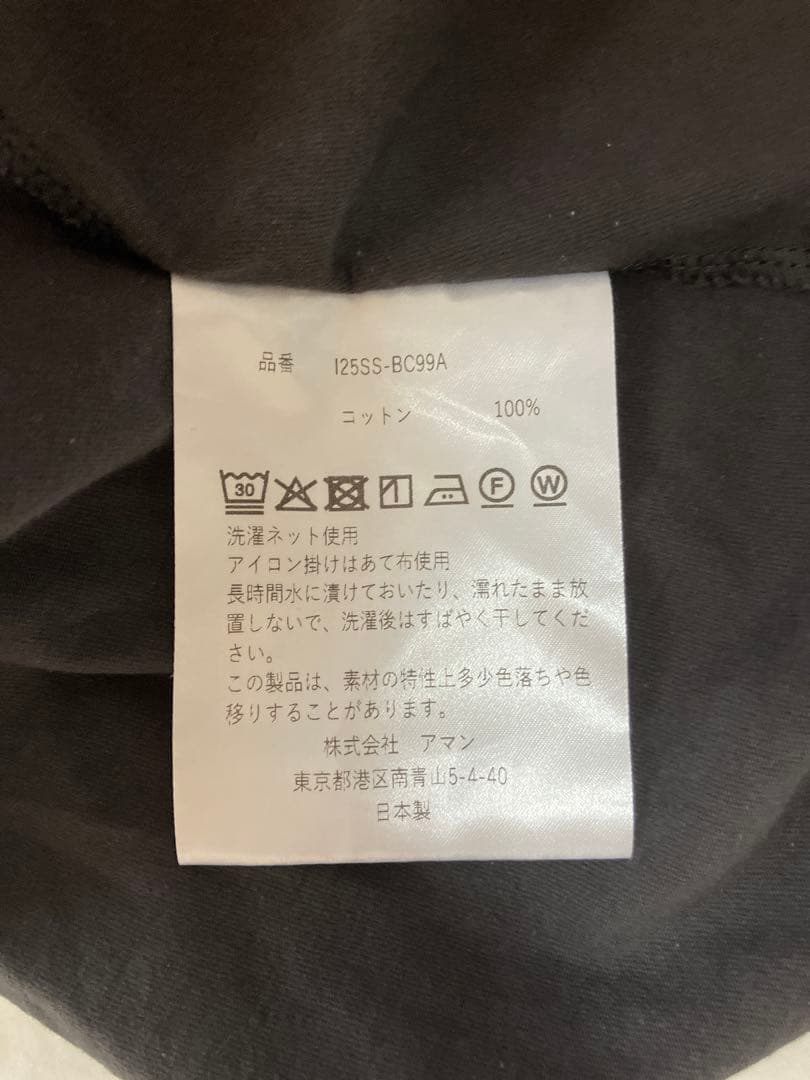 品番 I25SS-BC99A
コットン 100%
30 F W
洗濯ネット使用
アイロン掛けはあて布使用
長時間水に漬けておいたり、濡れたまま放
置しないで、洗濯後はすばやく干してくだ
さい。
この製品は、素材の特性上多少色落ちや色
移りすることがあります。
株式会社 アマン
東京都港区南青山5-4-40
日本製